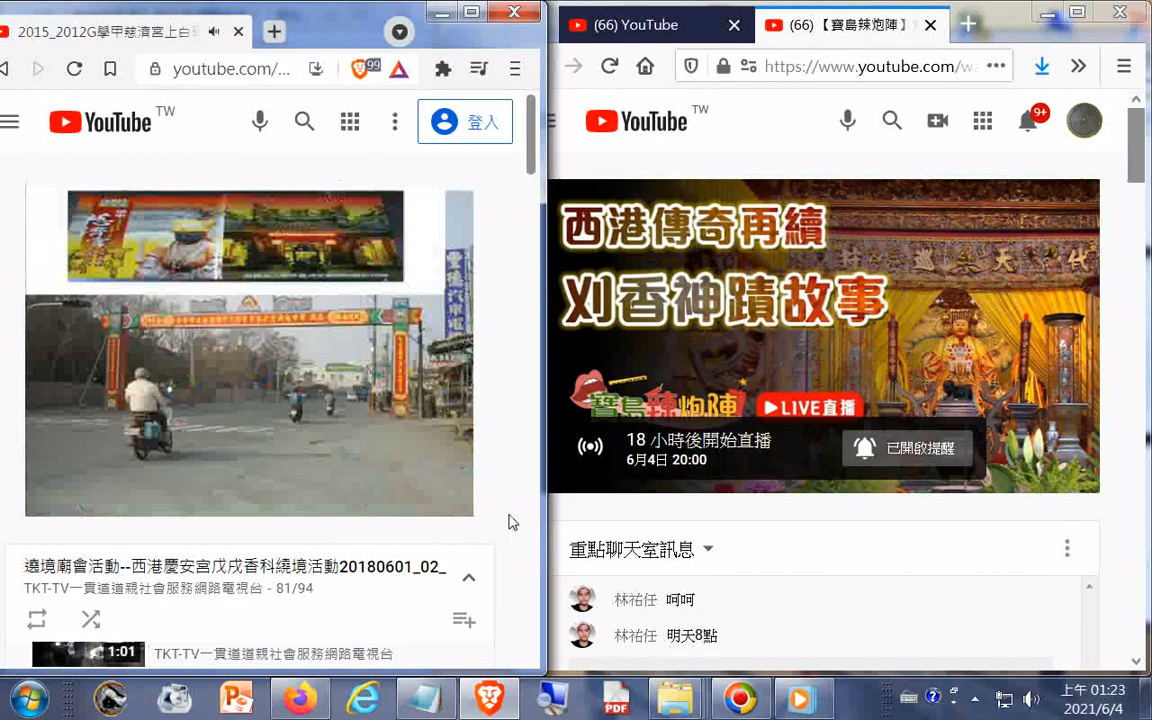 2015_2012G學甲慈濟宮上白
youtube.com/...
99
YouTube TW
登入
遶境廟會活動--西港慶安宮戊戌香科繞境活動20180601_02_
TKT-TV一貫道道親社會服務網路電視台 - 81/94
1:01
TKT-TV一貫道道親社會服務網路電視台
(66) YouTube
(66) 【寶島辣炮陣】
https://www.youtube.com/wa
YouTube TW
9+
西港傳奇再續
刈香神蹟故事
寶島辣炮陣
LIVE直播
18 小時後開始直播
6月4日 20:00
已開啟提醒
重點聊天室訊息
林祐任 呵呵
林祐任 明天8點
PDF
上午 01:23
2021/6/4